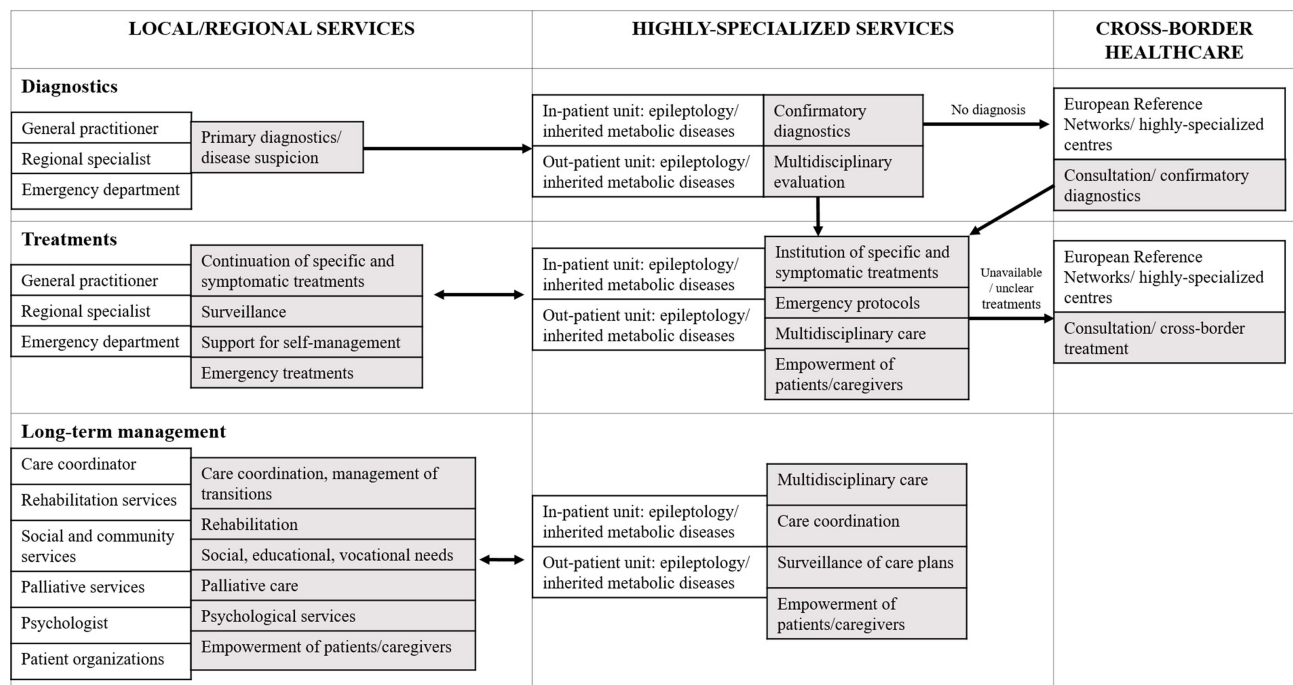 LOCAL/REGIONAL SERVICES
HIGHLY-SPECIALIZED SERVICES
CROSS-BORDER
HEALTHCARE
Diagnostics
General practitioner
Regional specialist
Emergency department
Primary diagnostics/
disease suspicion
In-patient unit: epileptology/
inherited metabolic diseases
Out-patient unit: epileptology/
inherited metabolic diseases
Confirmatory
diagnostics
Multidisciplinary
evaluation
No diagnosis
European Reference
Networks/ highly-specialized
centres
Consultation/ confirmatory
diagnostics
Treatments
General practitioner
Regional specialist
Emergency department
Continuation of specific and
symptomatic treatments
Surveillance
Support for self-management
Emergency treatments
In-patient unit: epileptology/
inherited metabolic diseases
Out-patient unit: epileptology/
inherited metabolic diseases
Institution of specific and
symptomatic treatments
Emergency protocols
Multidisciplinary care
Empowerment of
patients/caregivers
Unavailable
/ unclear
treatments
European Reference
Networks/ highly-specialized
centres
Consultation/ cross-border
treatment
Long-term management
Care coordinator
Rehabilitation services
Social and community
services
Palliative services
Psychologist
Patient organizations
Care coordination, management of
transitions
Rehabilitation
Social, educational, vocational needs
Palliative care
Psychological services
Empowerment of patients/caregivers
In-patient unit: epileptology/
inherited metabolic diseases
Out-patient unit: epileptology/
inherited metabolic diseases
Multidisciplinary care
Care coordination
Surveillance of care plans
Empowerment of
patients/caregivers